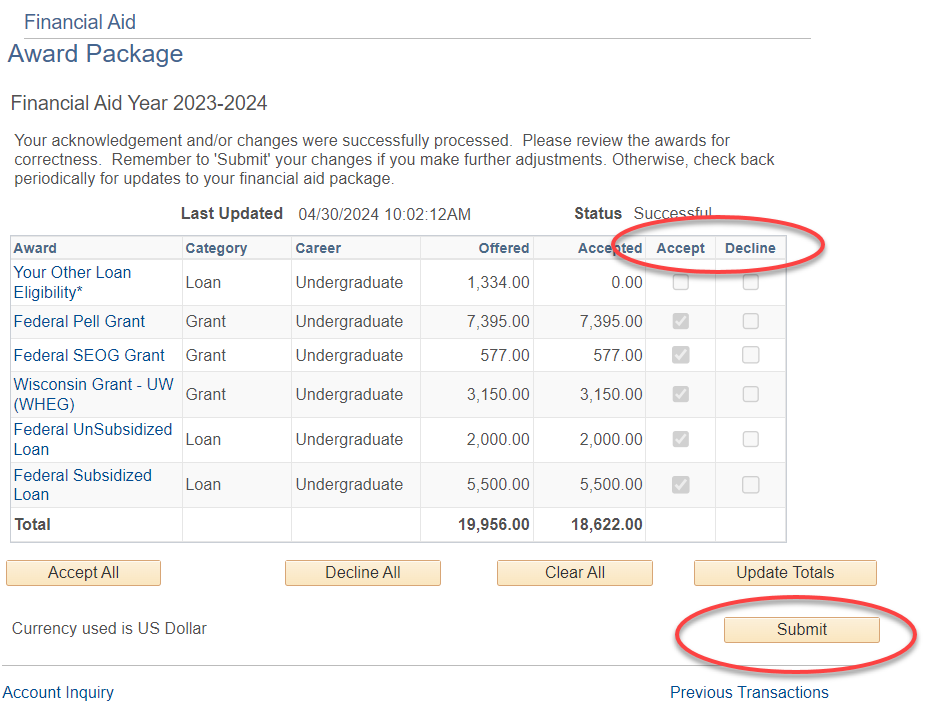 Financial Aid
Award Package
Financial Aid Year 2023-2024
Your acknowledgement and/or changes were successfully processed.  Please review the awards for
correctness.  Remember to 'Submit' your changes if you make further adjustments. Otherwise, check back
periodically for updates to your financial aid package.
Last Updated 04/30/2024 10:02:12AM Status Successful
Award Category Career Offered Accepted Accept Decline
Your Other Loan
Eligibility* Loan Undergraduate 1,334.00 0.00
Federal Pell Grant Grant Undergraduate 7,395.00 7,395.00
Federal SEOG Grant Grant Undergraduate 577.00 577.00
Wisconsin Grant - UW
(WHEG) Grant Undergraduate 3,150.00 3,150.00
Federal UnSubsidized
Loan Loan Undergraduate 2,000.00 2,000.00
Federal Subsidized
Loan Loan Undergraduate 5,500.00 5,500.00
Total 19,956.00 18,622.00
Accept All Decline All Clear All Update Totals
Currency used is US Dollar Submit
Account Inquiry Previous Transactions